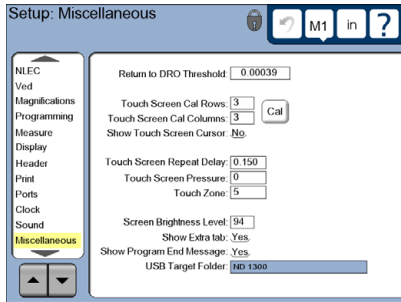 Setup: Miscellaneous
M1
in
?
NLEC
Ved
Magnifications
Programming
Measure
Display
Header
Print
Ports
Clock
Sound
Miscellaneous
Return to DRO Threshold: 0.00039
Touch Screen Cal Rows: 3
Touch Screen Cal Columns: 3
Cal
Show Touch Screen Cursor: No.
Touch Screen Repeat Delay: 0.150
Touch Screen Pressure: 0
Touch Zone: 5
Screen Brightness Level: 94
Show Extra tab: Yes.
Show Program End Message: Yes.
USB Target Folder: ND 1300